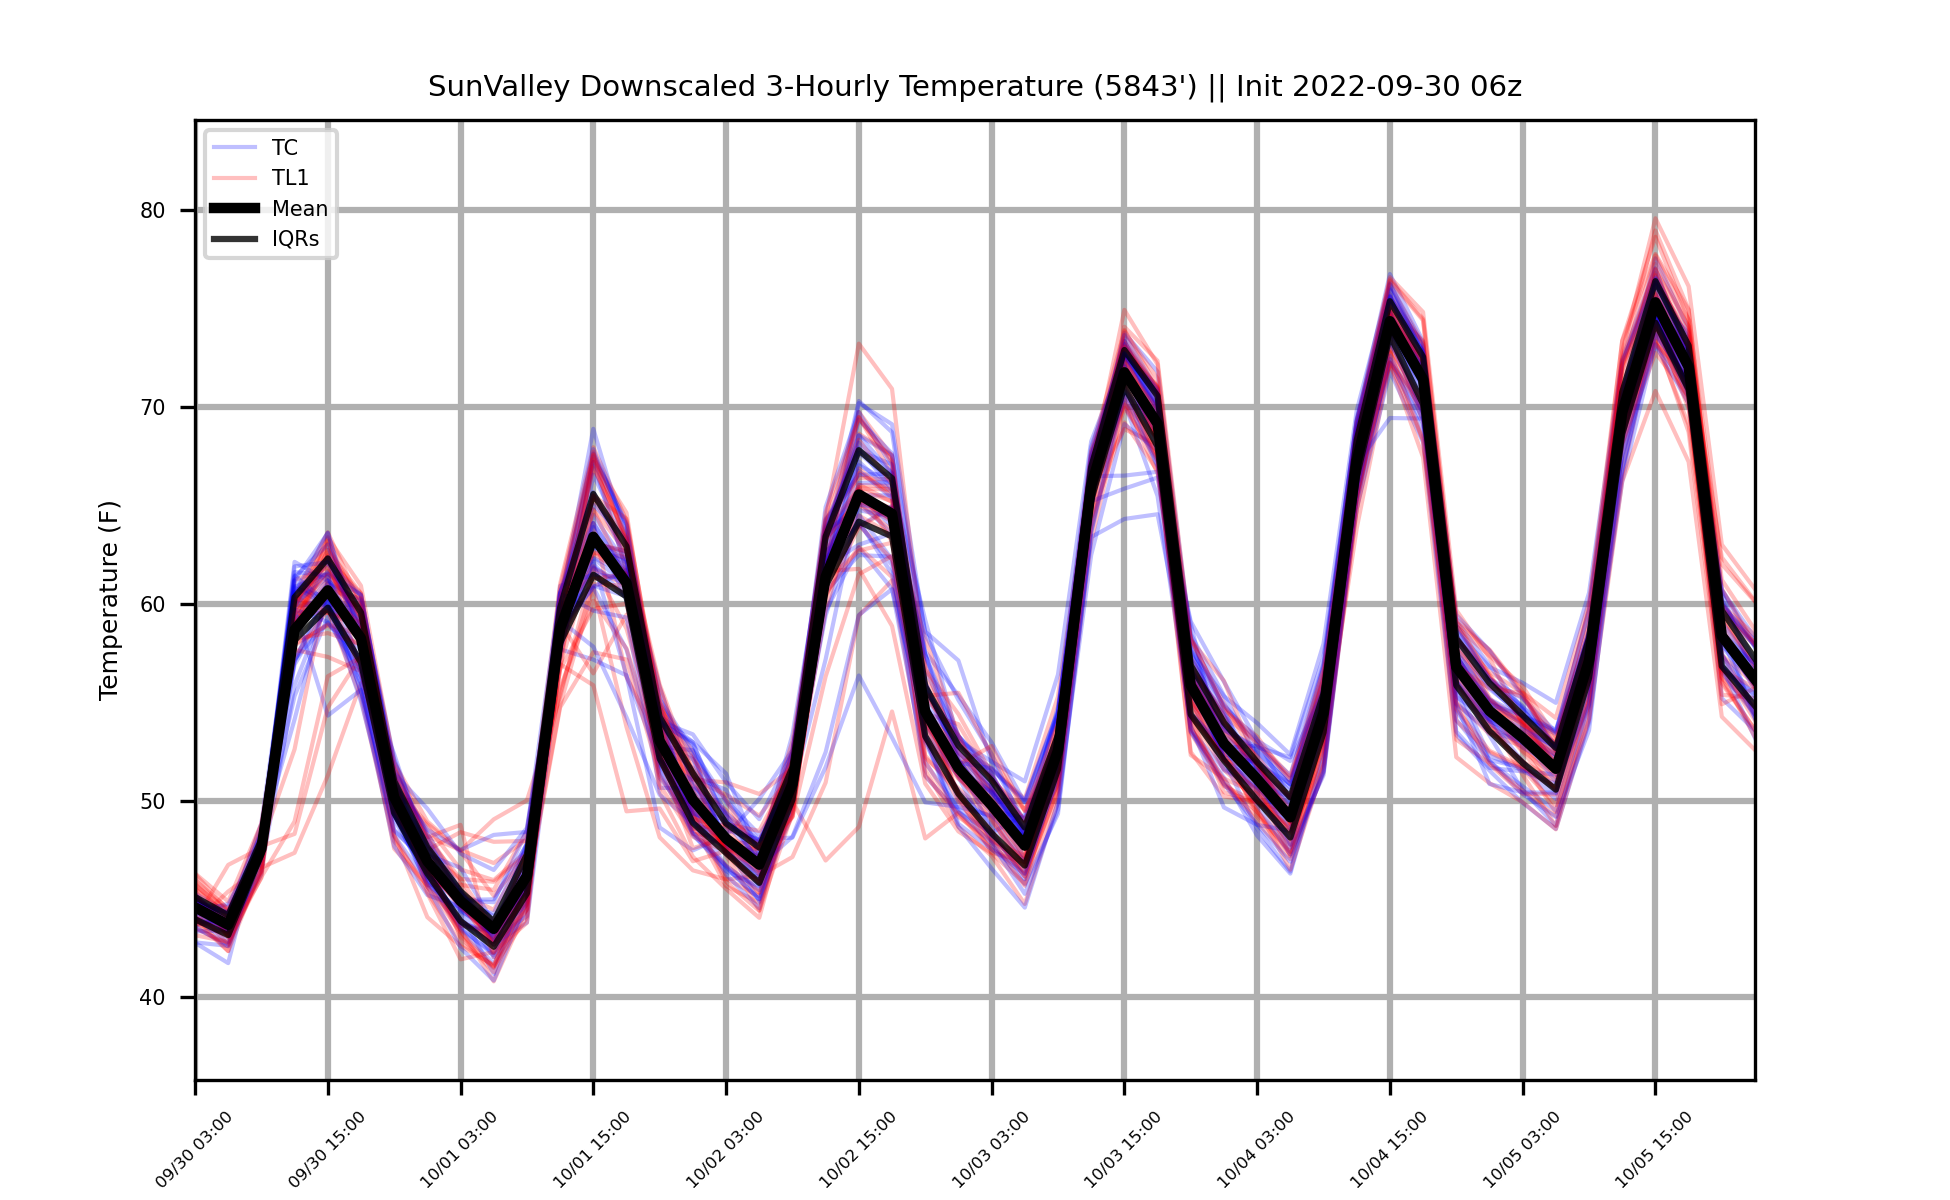 SunValley Downscaled 3-Hourly Temperature (5843') || Init 2022-09-30 06z
TC
TL1
Mean
IQRs
Temperature (F)
80
70
60
50
40
09/30 03:00
09/30 15:00
10/01 03:00
10/01 15:00
10/02 03:00
10/02 15:00
10/03 03:00
10/03 15:00
10/04 03:00
10/04 15:00
10/05 03:00
10/05 15:00